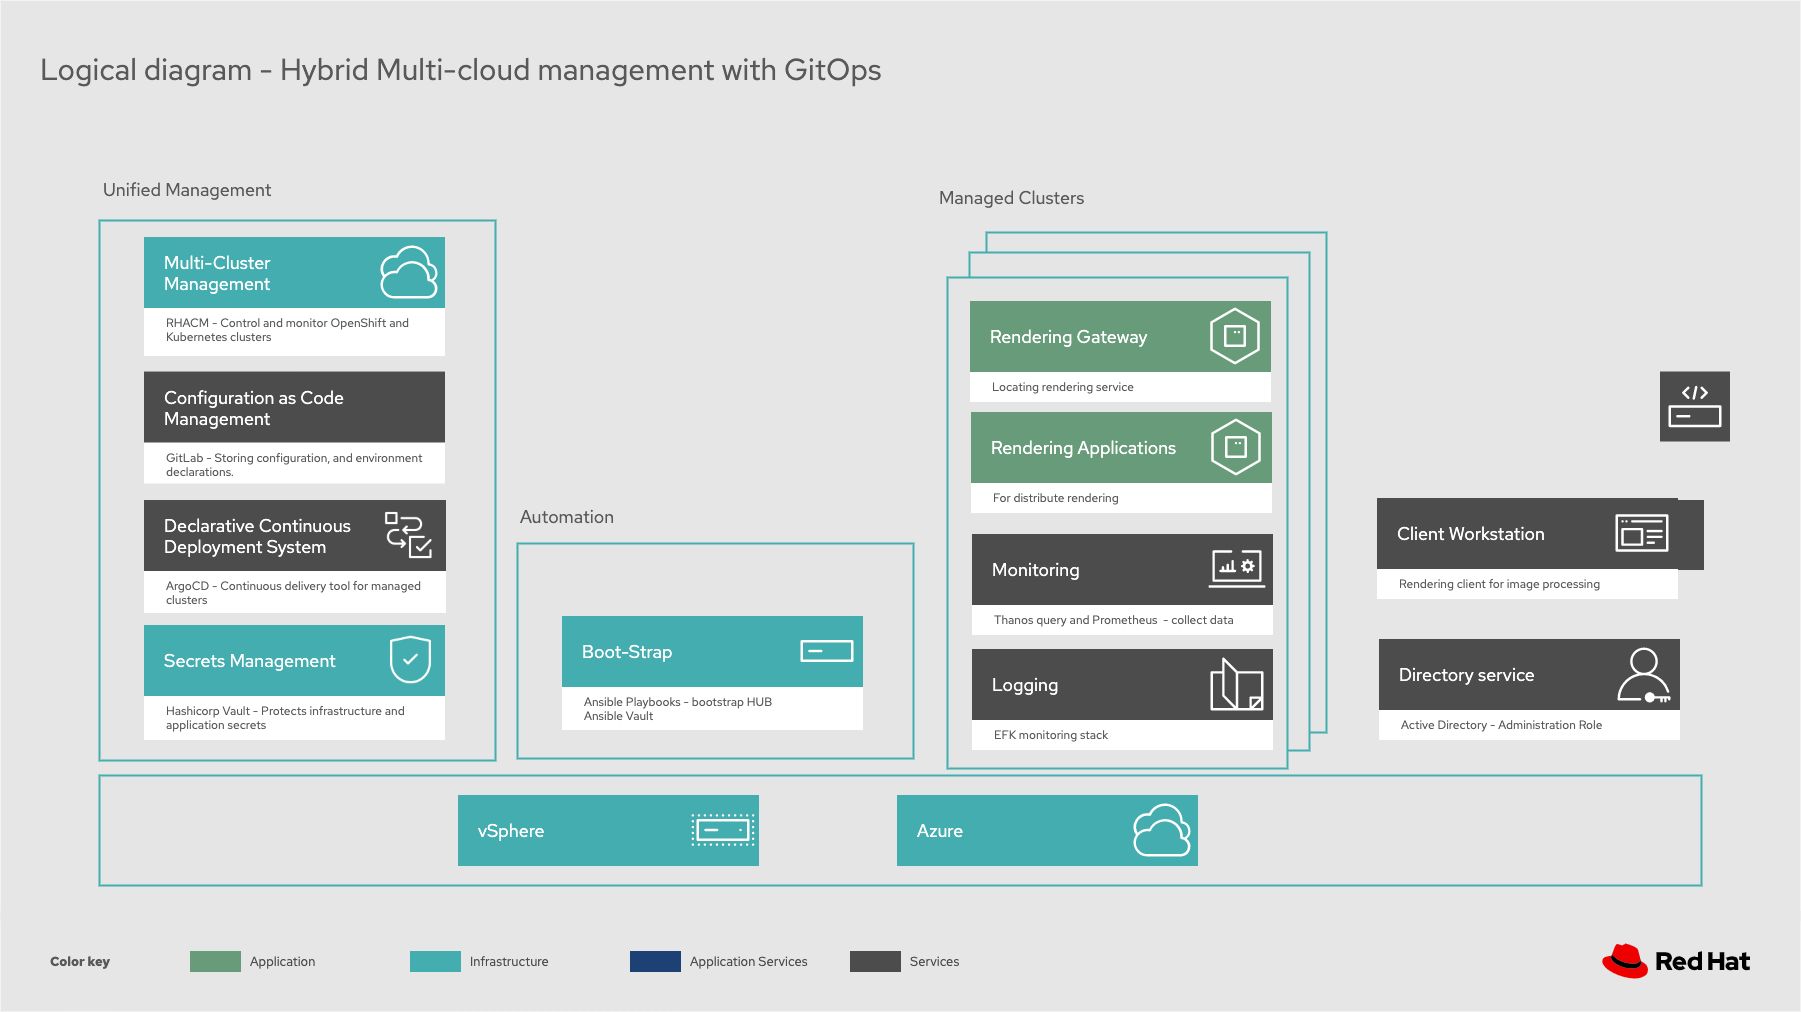 Logical diagram - Hybrid Multi-cloud management with GitOps
Unified Management
Multi-Cluster
Management
RHACM - Control and monitor OpenShift and
Kubernetes clusters
Configuration as Code
Management
GitLab - Storing configuration, and environment
declarations.
Declarative Continuous
Deployment System
ArgoCD - Continuous delivery tool for managed
clusters
Secrets Management
Hashicorp Vault - Protects infrastructure and
application secrets
Automation
Boot-Strap
Ansible Playbooks - bootstrap HUB
Ansible Vault
Managed Clusters
Rendering Gateway
Locating rendering service
Rendering Applications
For distribute rendering
Monitoring
Thanos query and Prometheus - collect data
Logging
EFK monitoring stack
</>
Client Workstation
Rendering client for image processing
Directory service
Active Directory - Administration Role
vSphere
Azure
Color key
Application
Infrastructure
Application Services
Services
Red Hat